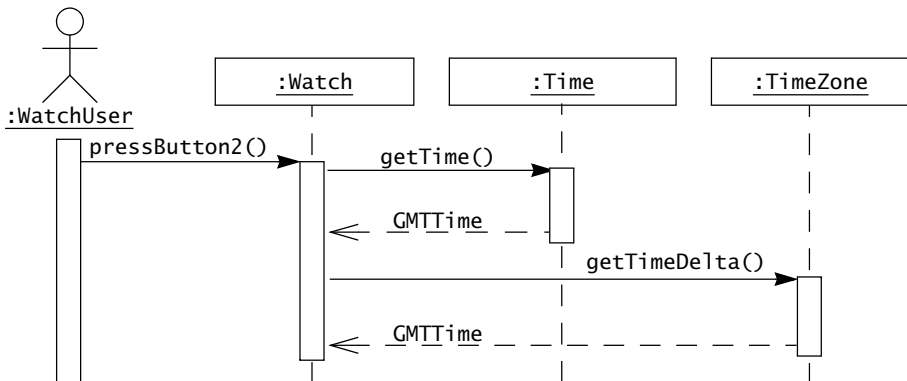 :Watch
:Time
:TimeZone
:WatchUser
pressButton2()
getTime()
GMTTime
getTimeDelta()
GMTTime